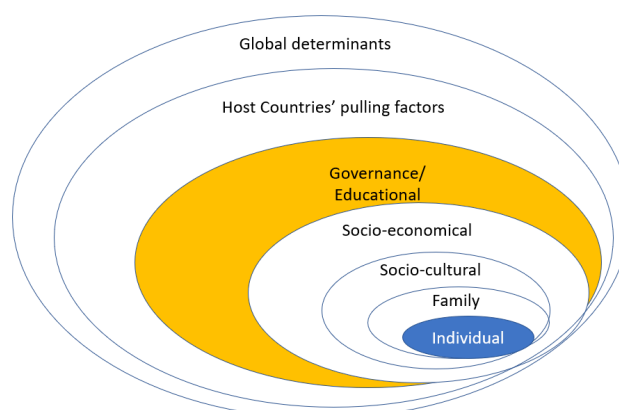 Global determinants
Host Countries’ pulling factors
Governance/
Educational
Socio-economical
Socio-cultural
Family
Individual